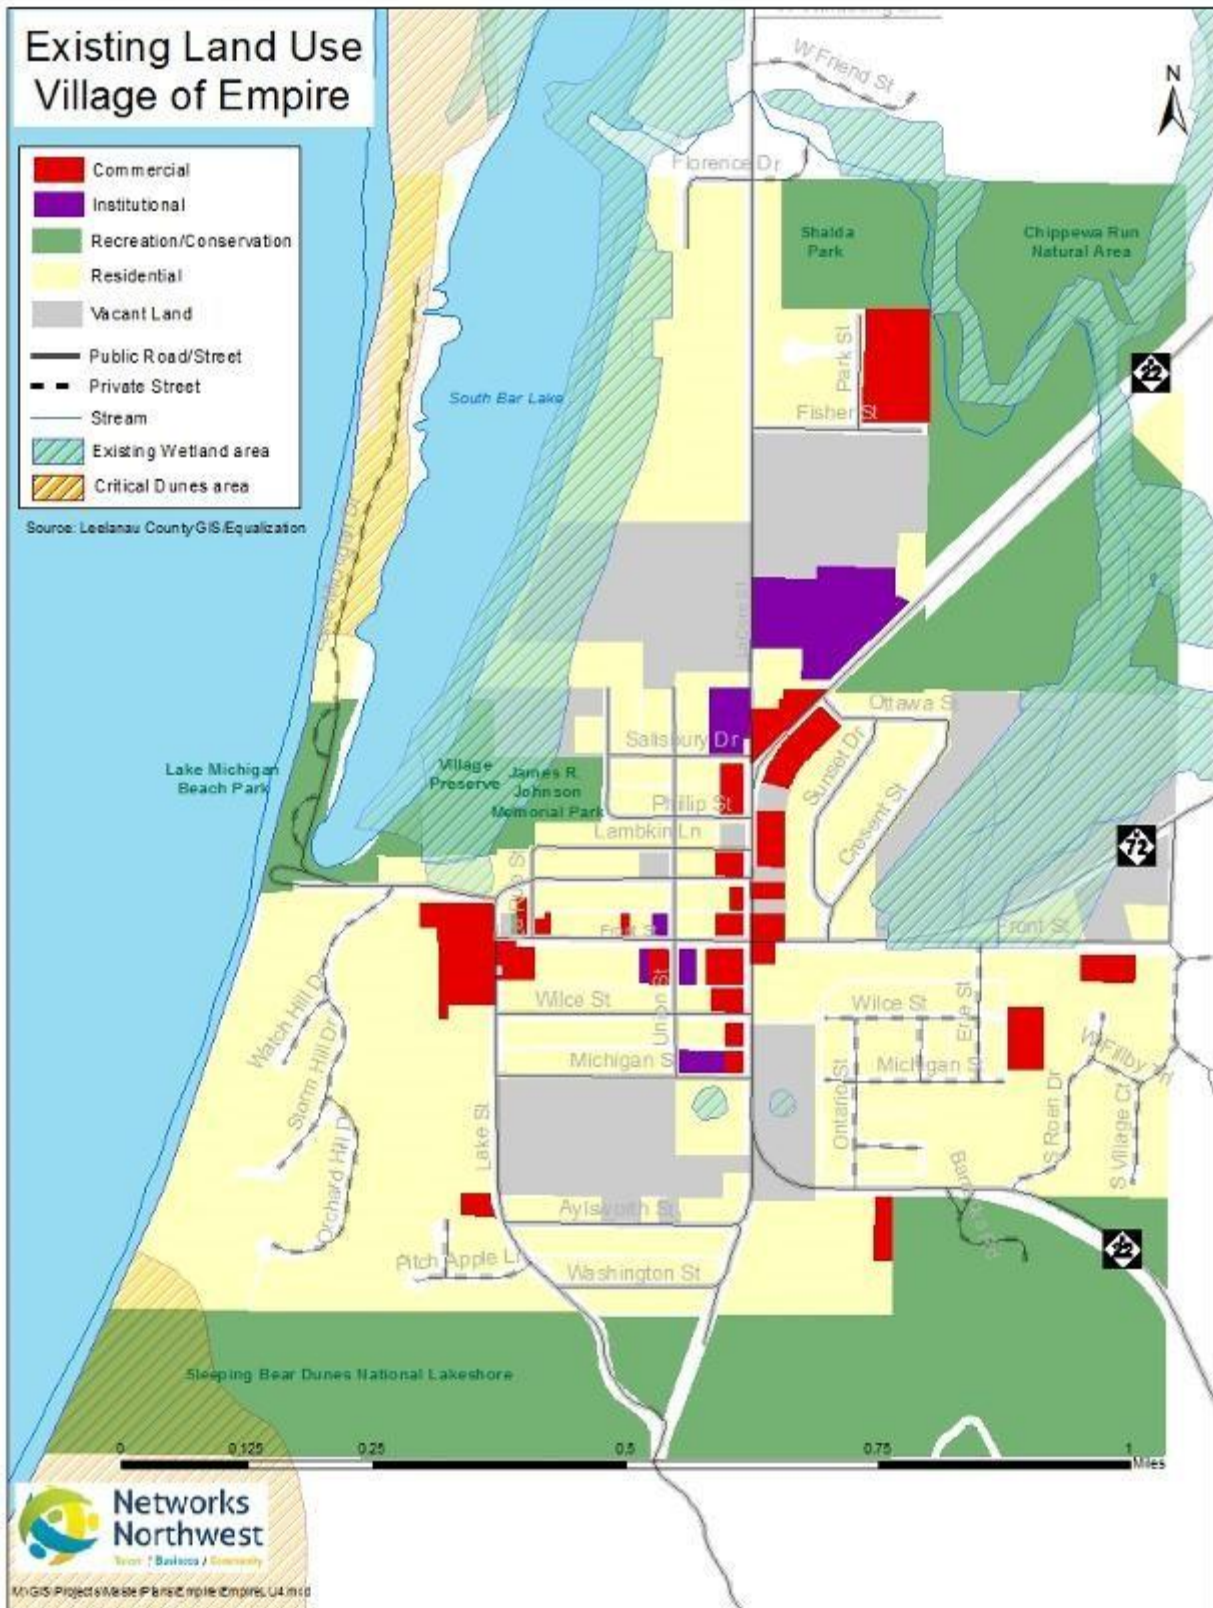 Existing Land Use
Village of Empire
N
Commercial
Institutional
Recreation/Conservation
Residential
Vacant Land
Public Road/Street
Private Street
Stream
Existing Wetland area
Critical Dunes area
Source: Leelanau County GIS/Equalization
W Friend St
Florence Dr
Shalda
Park
Chippewa Run
Natural Area
22
Park St
South Bar Lake
Fisher St
Ottawa St
Salisbury Dr
Sunset Dr
Lake Michigan
Beach Park
Village
Preserve
James R.
Johnson
Memorial Park
Phillip St
Cresent St
Lambkin Ln
72
Front St
Front St
Wilce St
Union St
Wilce St
Erie St
Watch Hill Dr
Storm Hill Dr
Michigan S
Michigan St
W Fillby Trl
Ontario St
S Roen Dr
S Village Ct
Lake St
Orchard Hill Dr
Aylsworth St
Pitch Apple L
Washington St
22
Sleeping Bear Dunes National Lakeshore
0 0.125 0.25 0.5 0.75 1
Miles
Networks
Northwest
Talent / Business / Community